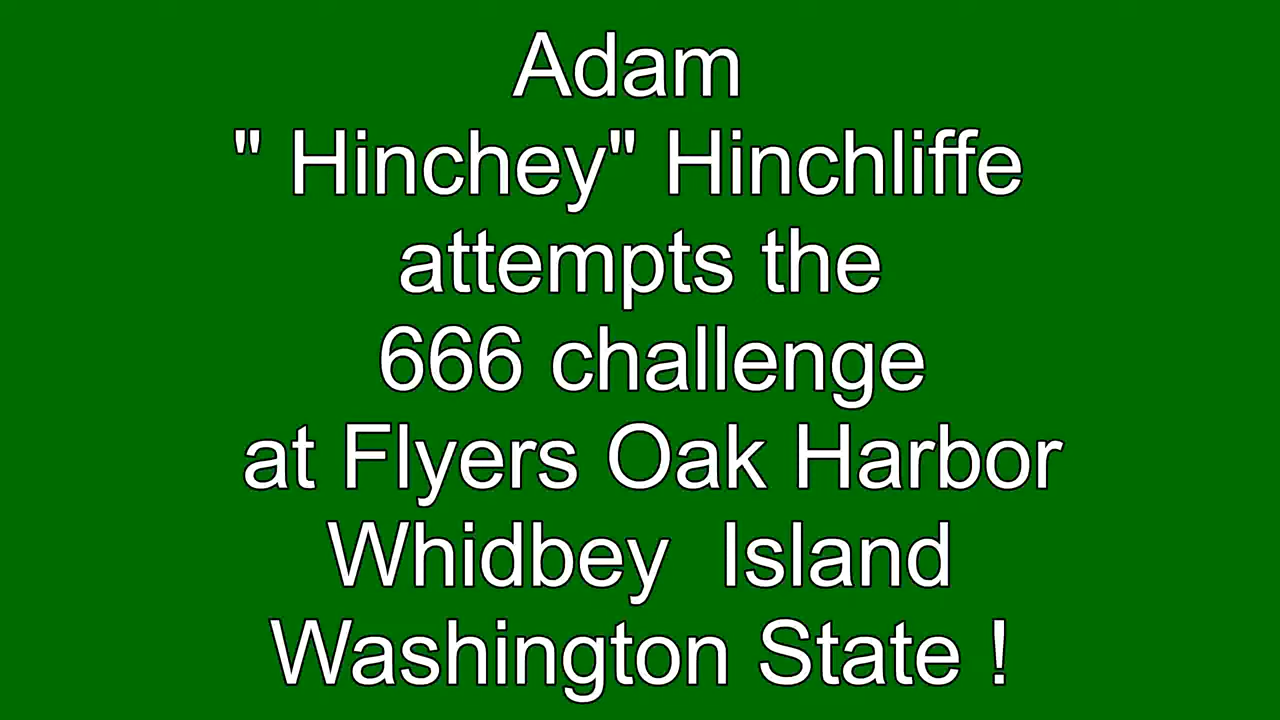 Adam
" Hinchey" Hinchliffe
attempts the
666 challenge
at Flyers Oak Harbor
Whidbey Island
Washington State !